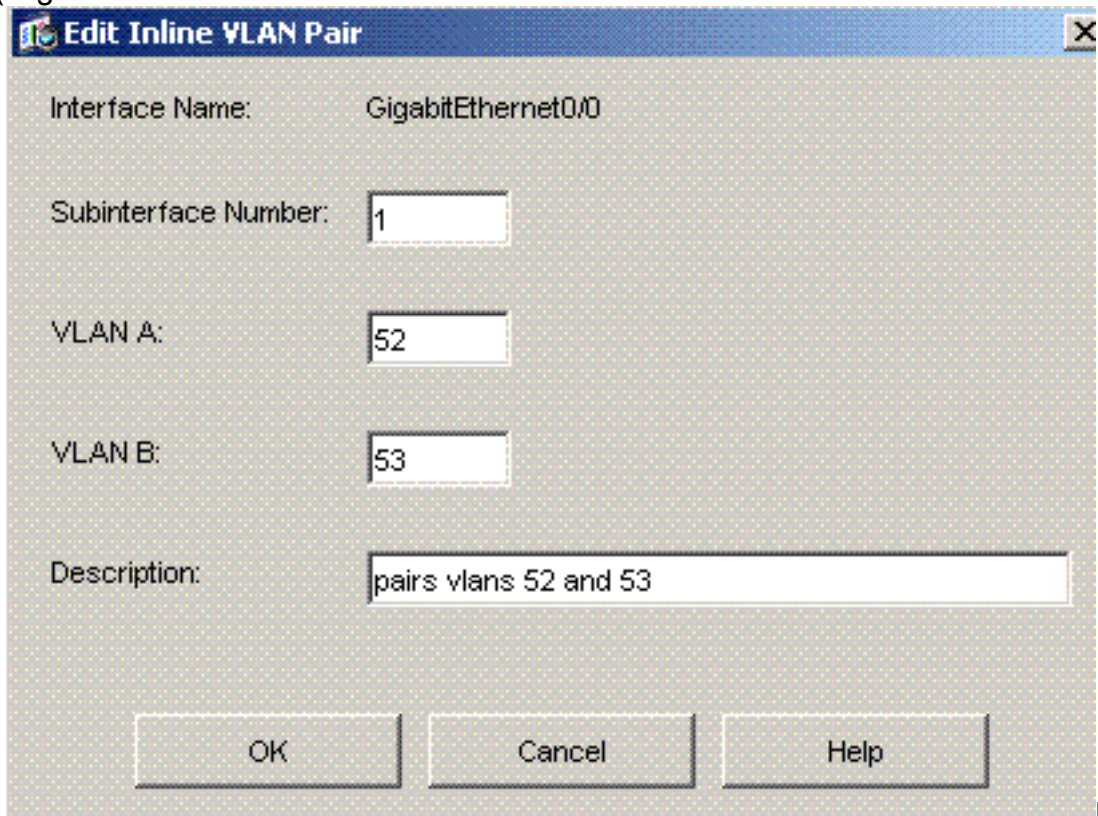 Edit Inline VLAN Pair
Interface Name: GigabitEthernet0/0
Subinterface Number: 1
VLAN A: 52
VLAN B: 53
Description: pairs vlans 52 and 53
OK Cancel Help